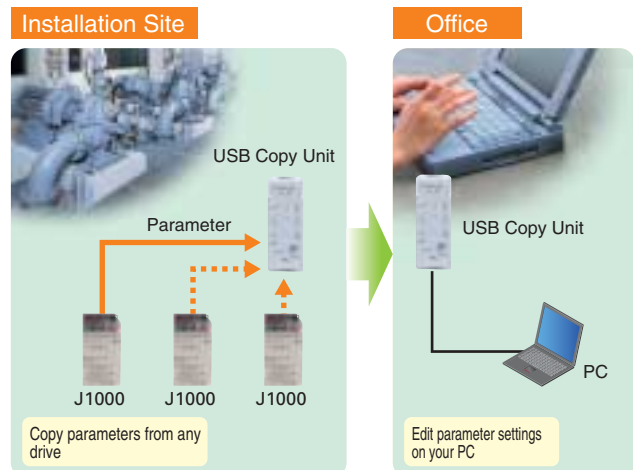 Installation Site
USB Copy Unit
Parameter
J1000
J1000
J1000
Copy parameters from any
drive
Office
USB Copy Unit
PC
Edit parameter settings
on your PC